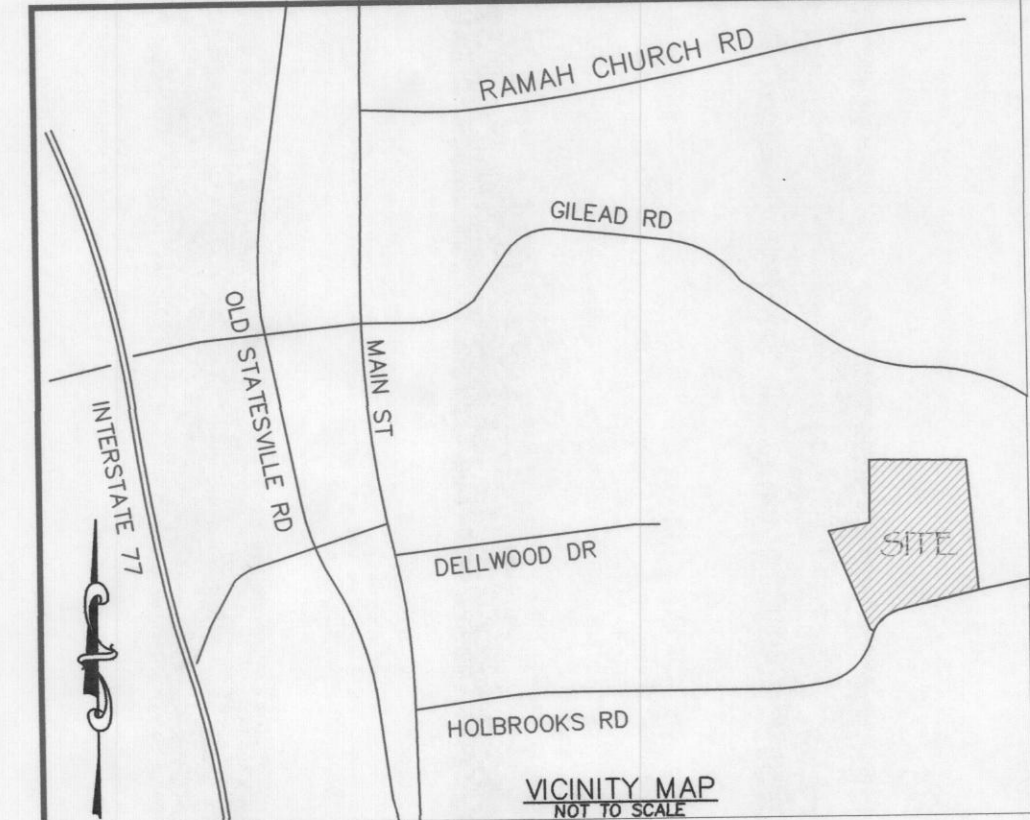 RAMAH CHURCH RD
GILEAD RD
OLD STATESVILLE RD
MAIN ST
INTERSTATE 77
SITE
DELLWOOD DR
HOLBROOKS RD
VICINITY MAP
NOT TO SCALE